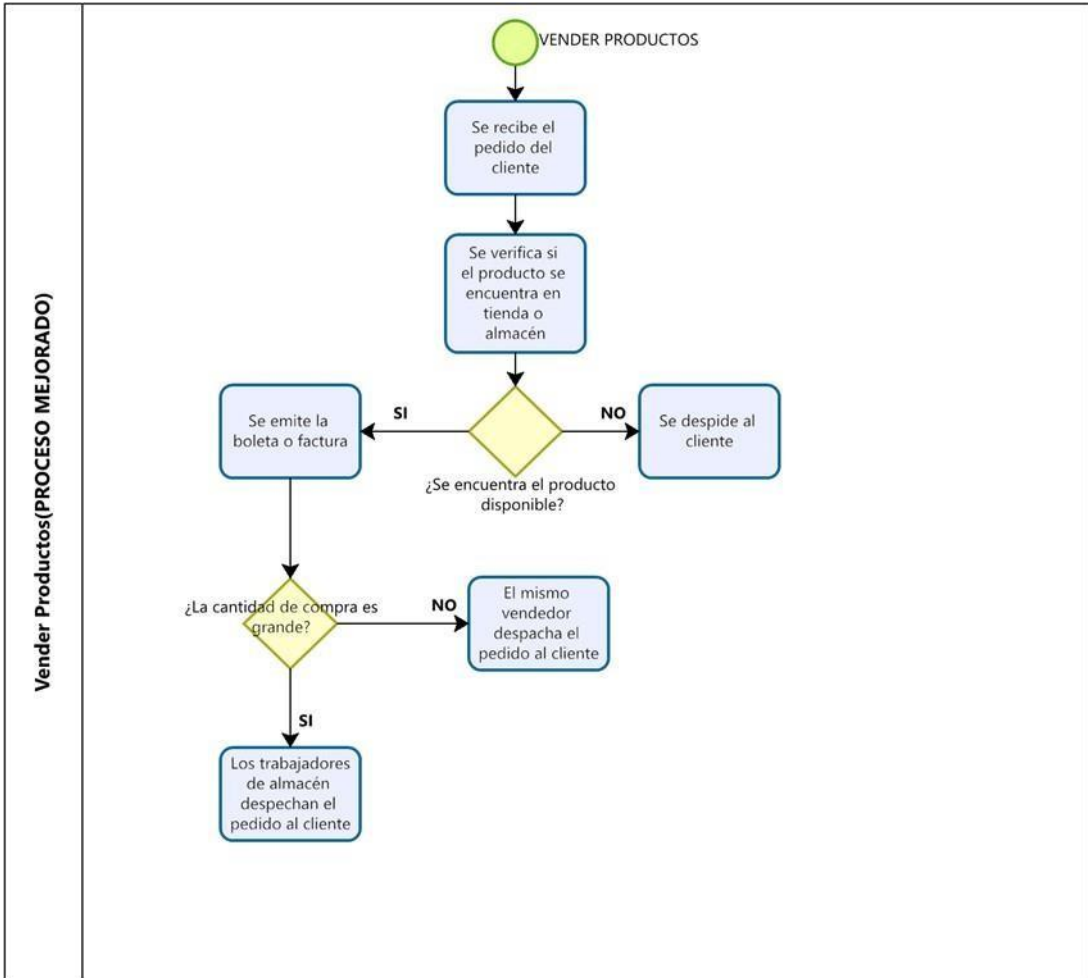 Vender Productos(PROCESO MEJORADO)
VENDER PRODUCTOS
Se recibe el
pedido del
cliente
Se verifica si
el producto se
encuentra en
tienda o
almacén
¿Se encuentra el producto
disponible?
SI
NO
Se emite la
boleta o factura
Se despide al
cliente
¿La cantidad de compra es
grande?
NO
El mismo
vendedor
despacha el
pedido al cliente
SI
Los trabajadores
de almacén
despechan el
pedido al cliente